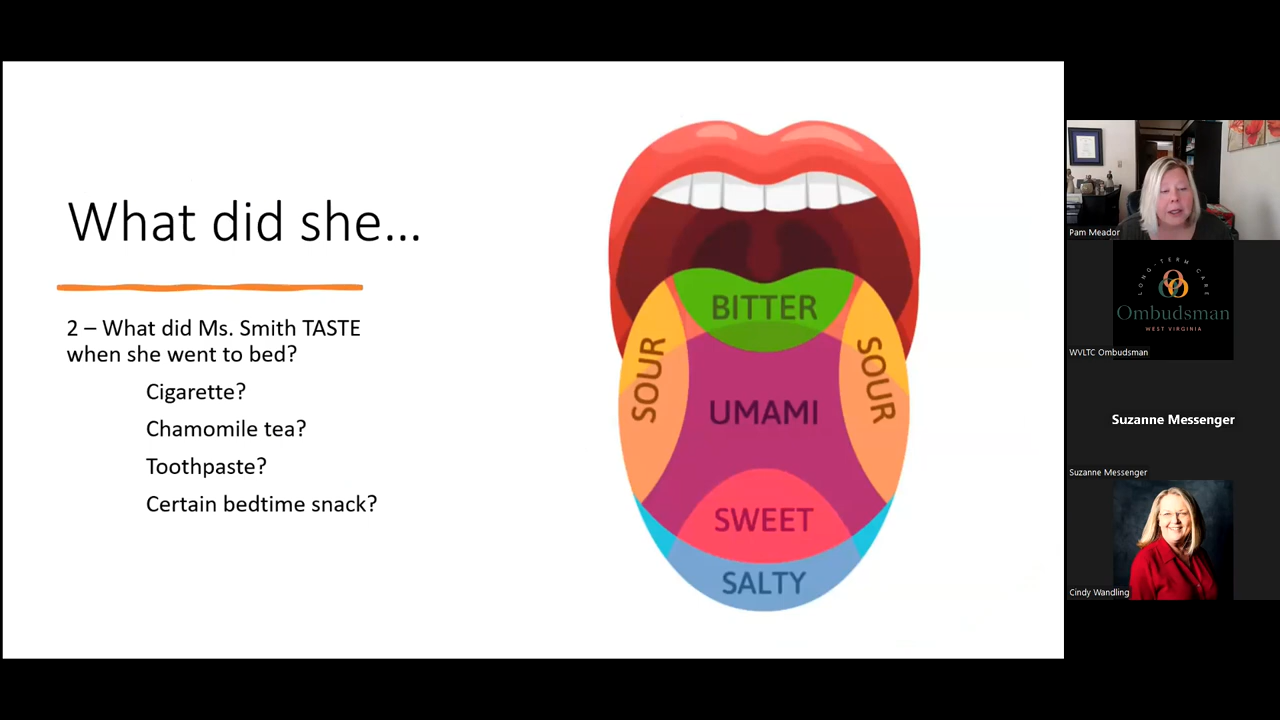 What did she...
2 – What did Ms. Smith TASTE
when she went to bed?
Cigarette?
Chamomile tea?
Toothpaste?
Certain bedtime snack?
BITTER
SOUR
SOUR
UMAMI
SWEET
SALTY
Pam Meador
LONG-TERM CARE
Ombudsman
WEST VIRGINIA
WVLTC Ombudsman
Suzanne Messenger
Suzanne Messenger
Cindy Wandling